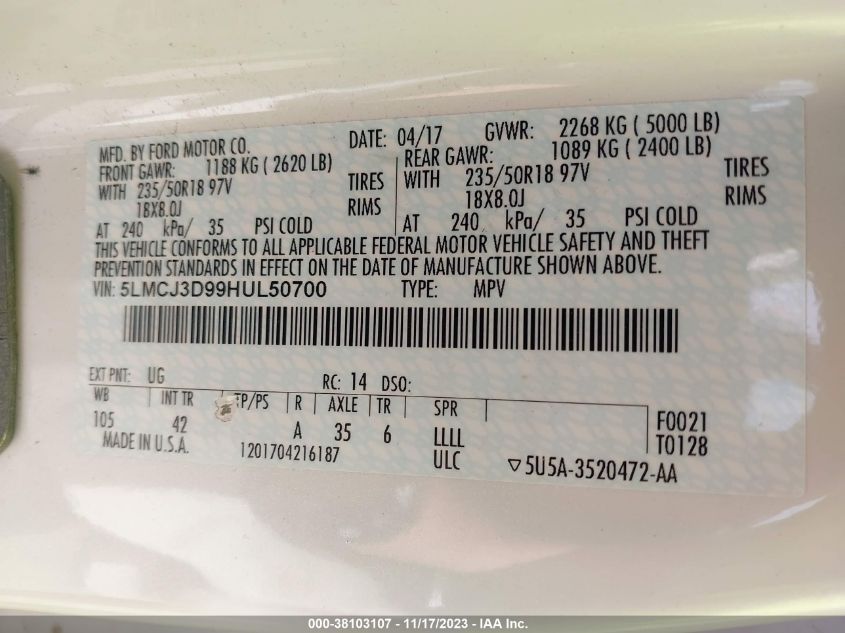 MFD. BY FORD MOTOR CO. DATE: 04/17 GVWR: 2268 KG ( 5000 LB)
FRONT GAWR: 1188 KG ( 2620 LB) REAR GAWR: 1089 KG ( 2400 LB)
WITH 235/50R18 97V TIRES WITH 235/50R18 97V TIRES
18X8.0J RIMS 18X8.0J RIMS
AT 240 kPa/ 35 PSI COLD AT 240 kPa/ 35 PSI COLD
THIS VEHICLE CONFORMS TO ALL APPLICABLE FEDERAL MOTOR VEHICLE SAFETY AND THEFT
PREVENTION STANDARDS IN EFFECT ON THE DATE OF MANUFACTURE SHOWN ABOVE.
VIN: 5LMCJ3D99HUL50700 TYPE: MPV
EXT PNT: UG RC: 14 DSO:
WB INT TR TP/PS R AXLE TR SPR
105 42 A 35 6 LLLL F0021
MADE IN U.S.A. 1201704216187 ULC T0128
▽5U5A-3520472-AA
000-38103107 - 11/17/2023 - IAA Inc.